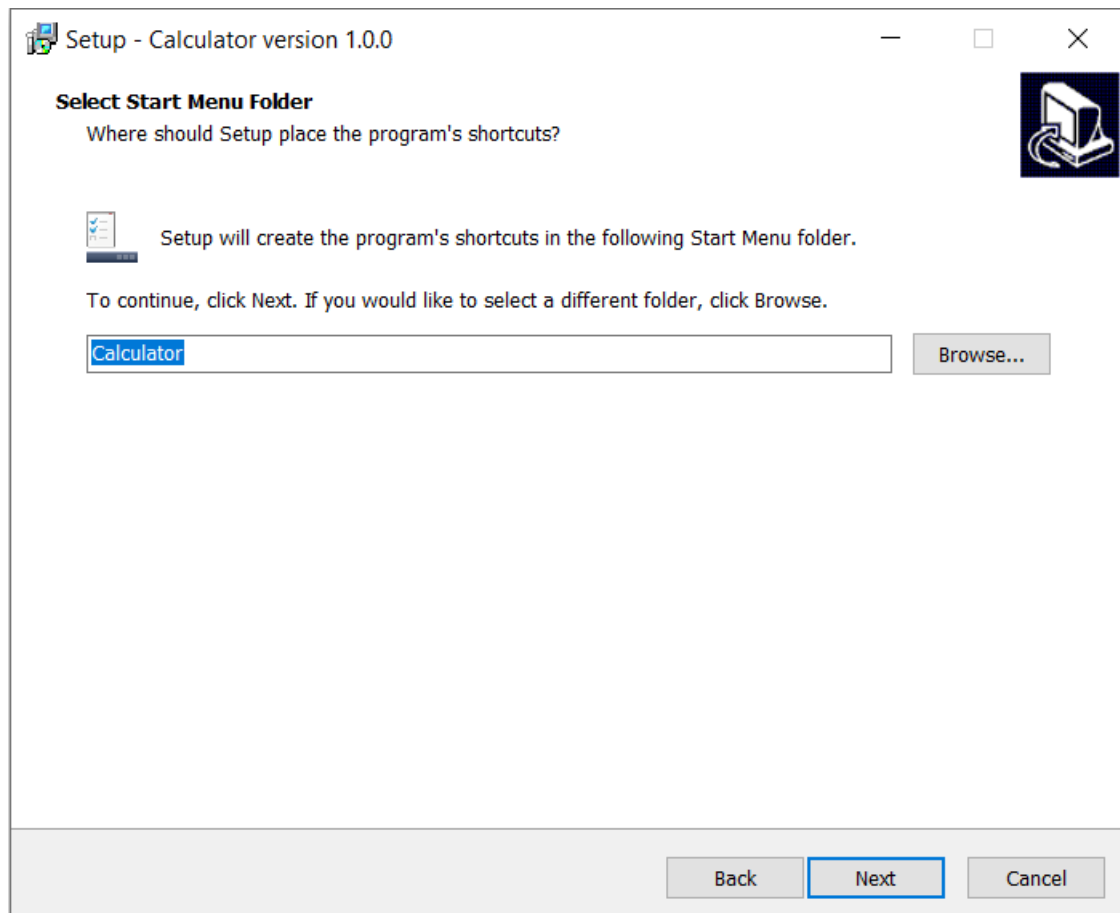 Setup - Calculator version 1.0.0
Select Start Menu Folder
Where should Setup place the program's shortcuts?
Setup will create the program's shortcuts in the following Start Menu folder.
To continue, click Next. If you would like to select a different folder, click Browse.
Calculator
Browse...
Back
Next
Cancel